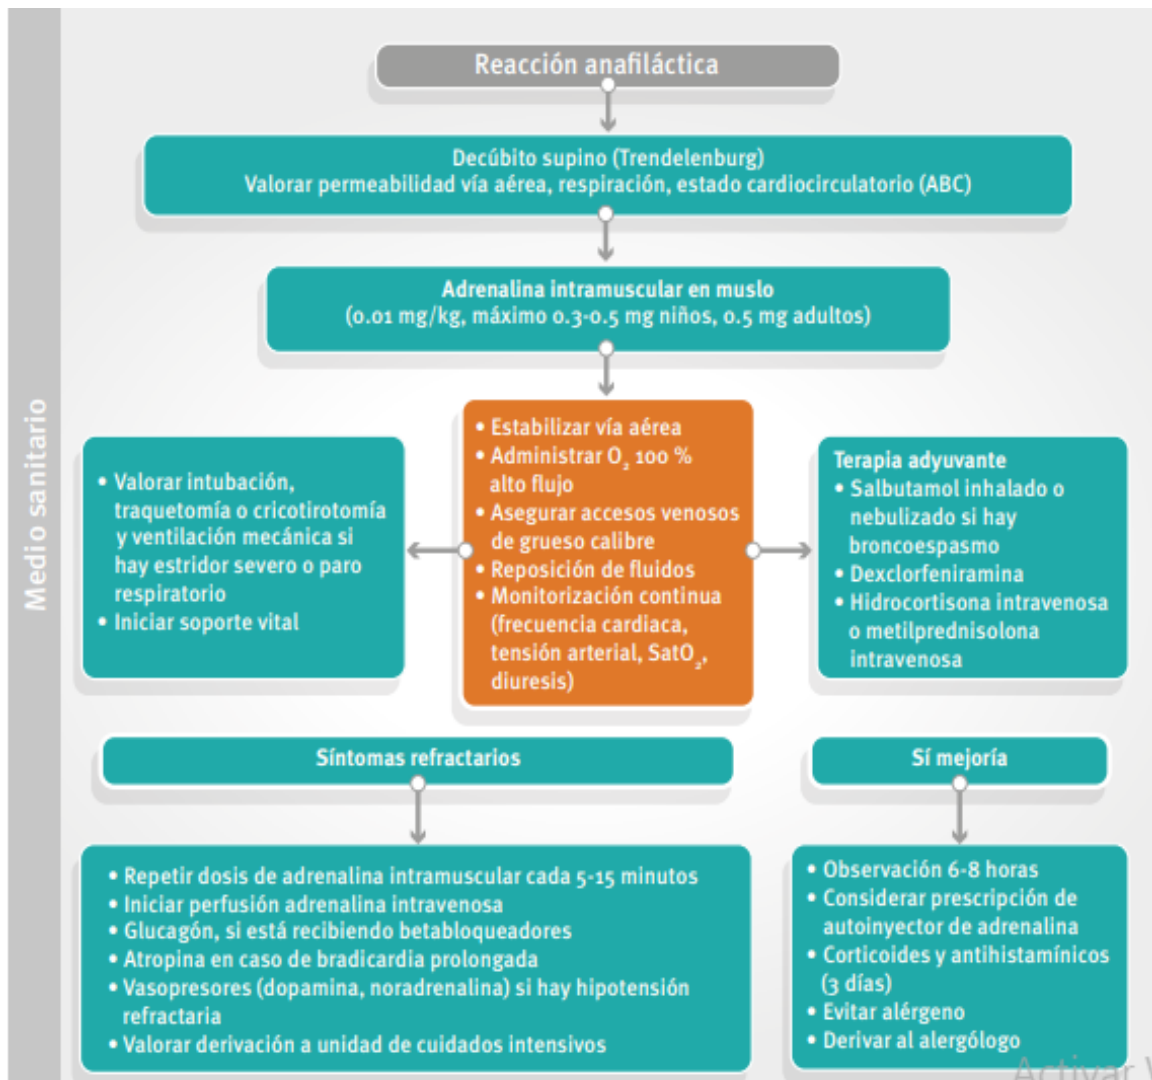 Medio sanitario
Reacción anafiláctica
Decúbito supino (Trendelenburg)
Valorar permeabilidad vía aérea, respiración, estado cardiocirculatorio (ABC)
Adrenalina intramuscular en muslo
(0.01 mg/kg, máximo 0.3-0.5 mg niños, 0.5 mg adultos)
• Valorar intubación,
traquetomía o cricotirotomía
y ventilación mecánica si
hay estridor severo o paro
respiratorio
• Iniciar soporte vital
• Estabilizar vía aérea
• Administrar O₂ 100 %
alto flujo
• Asegurar accesos venosos
de grueso calibre
• Reposición de fluidos
• Monitorización continua
(frecuencia cardiaca,
tensión arterial, SatO₂,
diuresis)
Terapia adyuvante
• Salbutamol inhalado o
nebulizado si hay
broncoespasmo
• Dexclorfeniramina
• Hidrocortisona intravenosa
o metilprednisolona
intravenosa
Síntomas refractarios
• Repetir dosis de adrenalina intramuscular cada 5-15 minutos
• Iniciar perfusión adrenalina intravenosa
• Glucagón, si está recibiendo betabloqueadores
• Atropina en caso de bradicardia prolongada
• Vasopresores (dopamina, noradrenalina) si hay hipotensión
refractaria
• Valorar derivación a unidad de cuidados intensivos
Sí mejoría
• Observación 6-8 horas
• Considerar prescripción de
autoinyector de adrenalina
• Corticoides y antihistamínicos
(3 días)
• Evitar alérgeno
• Derivar al alergólogo
Activar